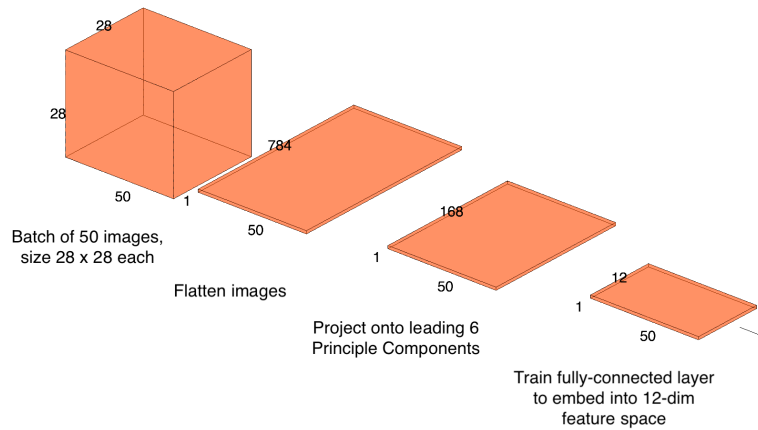 28
28
50
Batch of 50 images,
size 28 x 28 each
784
1
50
Flatten images
168
1
50
Project onto leading 6
Principle Components
12
1
50
Train fully-connected layer
to embed into 12-dim
feature space